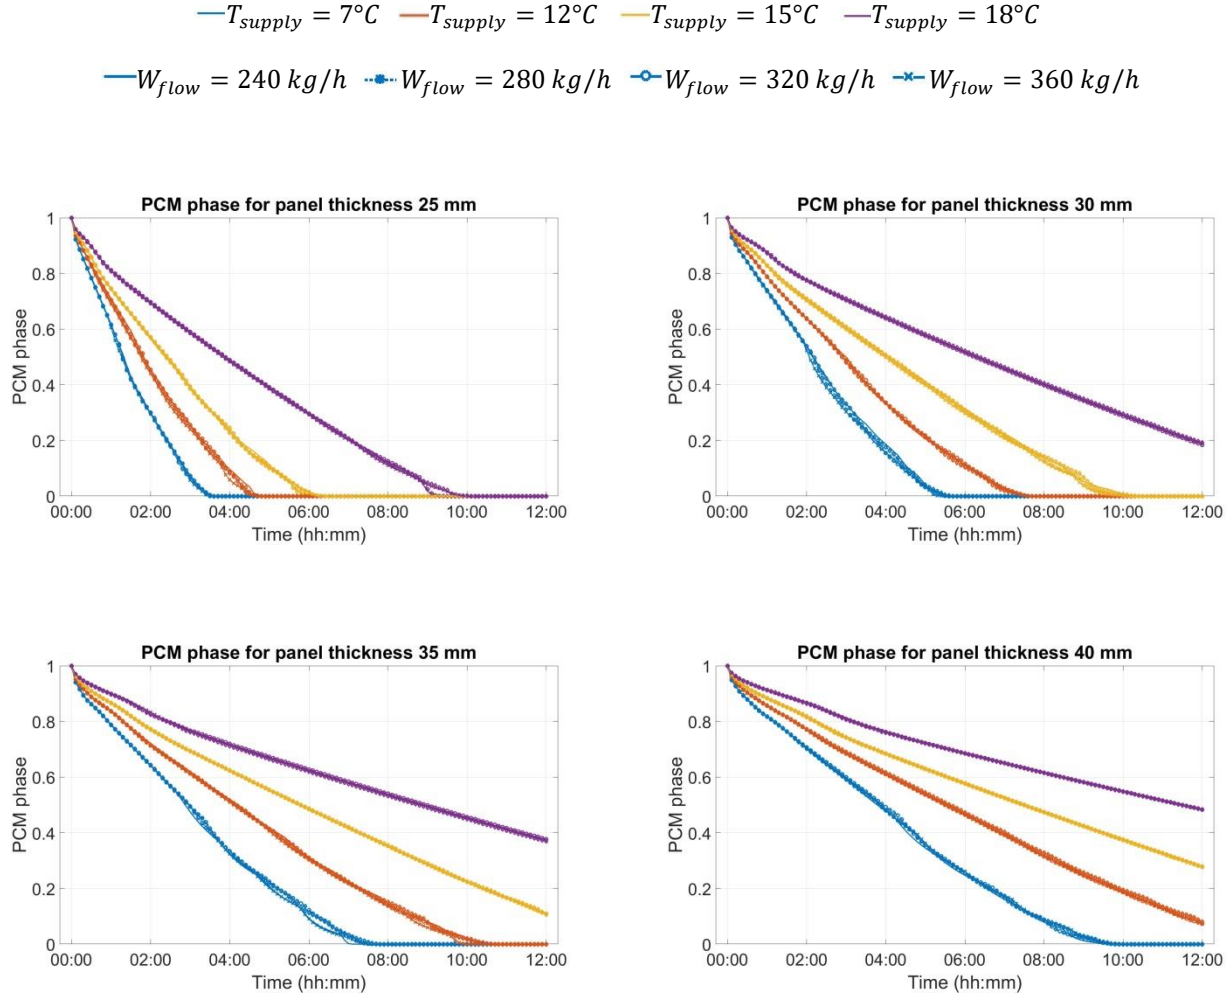 T_supply = 7°C T_supply = 12°C T_supply = 15°C T_supply = 18°C
W_flow = 240 kg/h W_flow = 280 kg/h W_flow = 320 kg/h W_flow = 360 kg/h
PCM phase for panel thickness 25 mm
1
0.8
0.6
0.4
0.2
0
PCM phase
00:00 02:00 04:00 06:00 08:00 10:00 12:00
Time (hh:mm)
PCM phase for panel thickness 30 mm
1
0.8
0.6
0.4
0.2
0
PCM phase
00:00 02:00 04:00 06:00 08:00 10:00 12:00
Time (hh:mm)
PCM phase for panel thickness 35 mm
1
0.8
0.6
0.4
0.2
0
PCM phase
00:00 02:00 04:00 06:00 08:00 10:00 12:00
Time (hh:mm)
PCM phase for panel thickness 40 mm
1
0.8
0.6
0.4
0.2
0
PCM phase
00:00 02:00 04:00 06:00 08:00 10:00 12:00
Time (hh:mm)